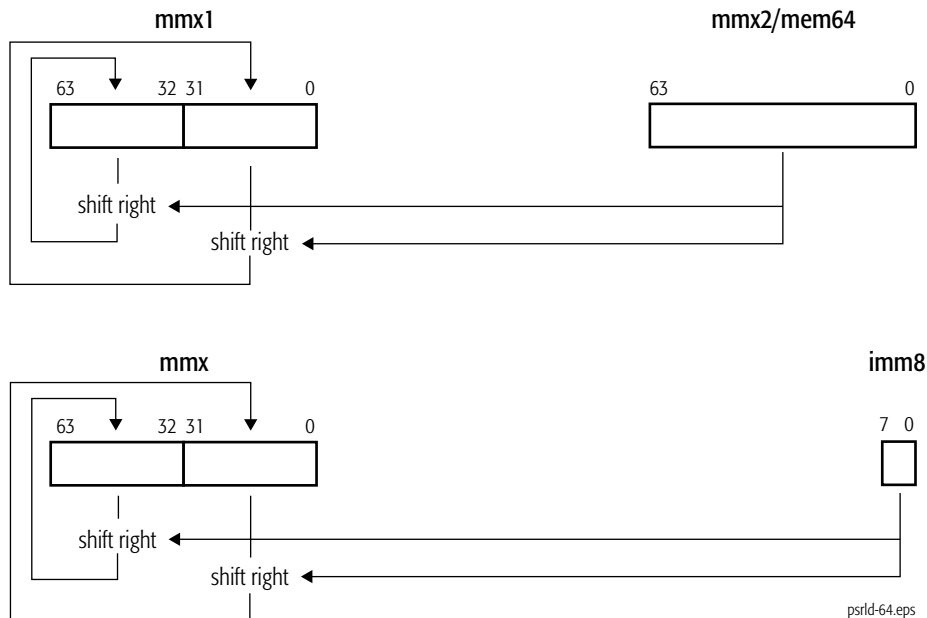 mmx1 mmx2/mem64
63 32 31 0 63 0
shift right
shift right
mmx imm8
63 32 31 0 7 0
shift right
shift right
psrld-64.eps